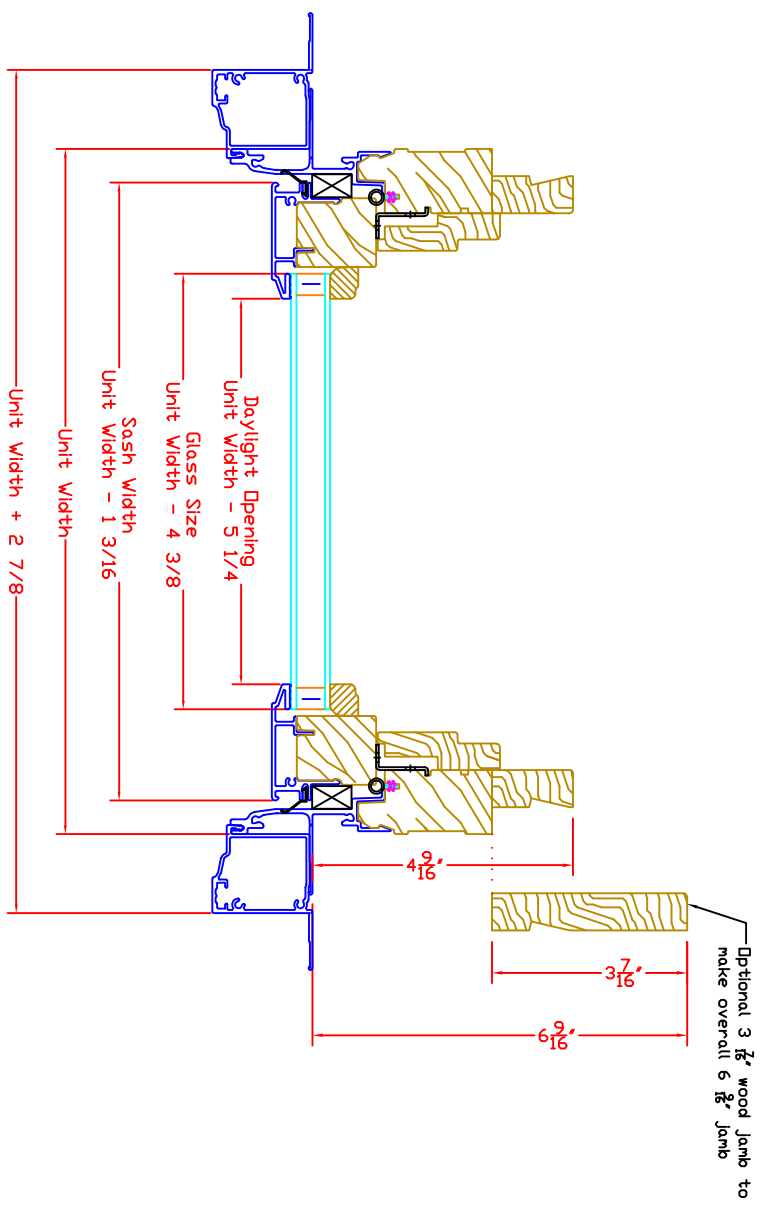 Optional 3 7/16" wood jamb to
make overall 6 9/16" jamb
4 9/16"
3 7/16"
6 9/16"
Daylight Opening
Unit Width - 5 1/4
Glass Size
Unit Width - 4 3/8
Sash Width
Unit Width - 1 3/16
Unit Width
Unit Width + 2 7/8